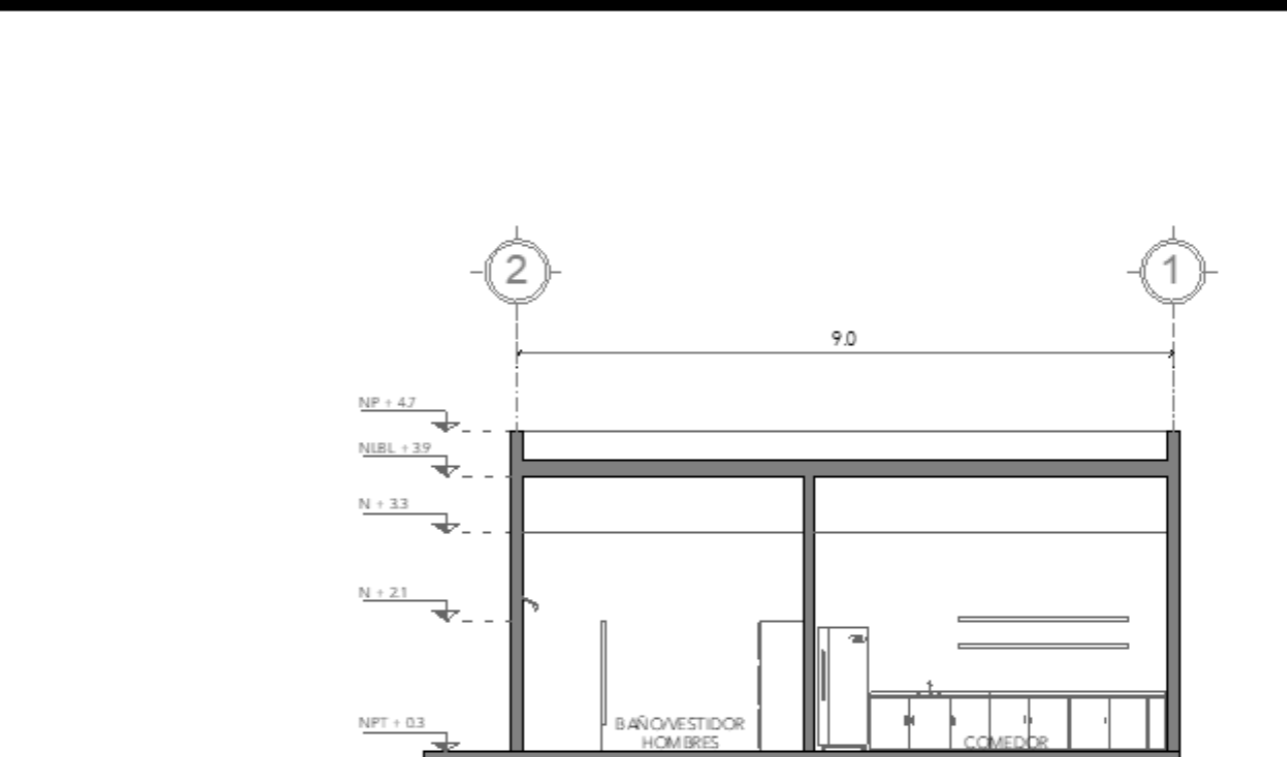 2
1
9.0
NP + 4.7
NLBL + 3.9
N + 3.3
N + 2.1
NPT + 0.3
BAÑO/VESTIDOR
HOMBRES
COMEDOR